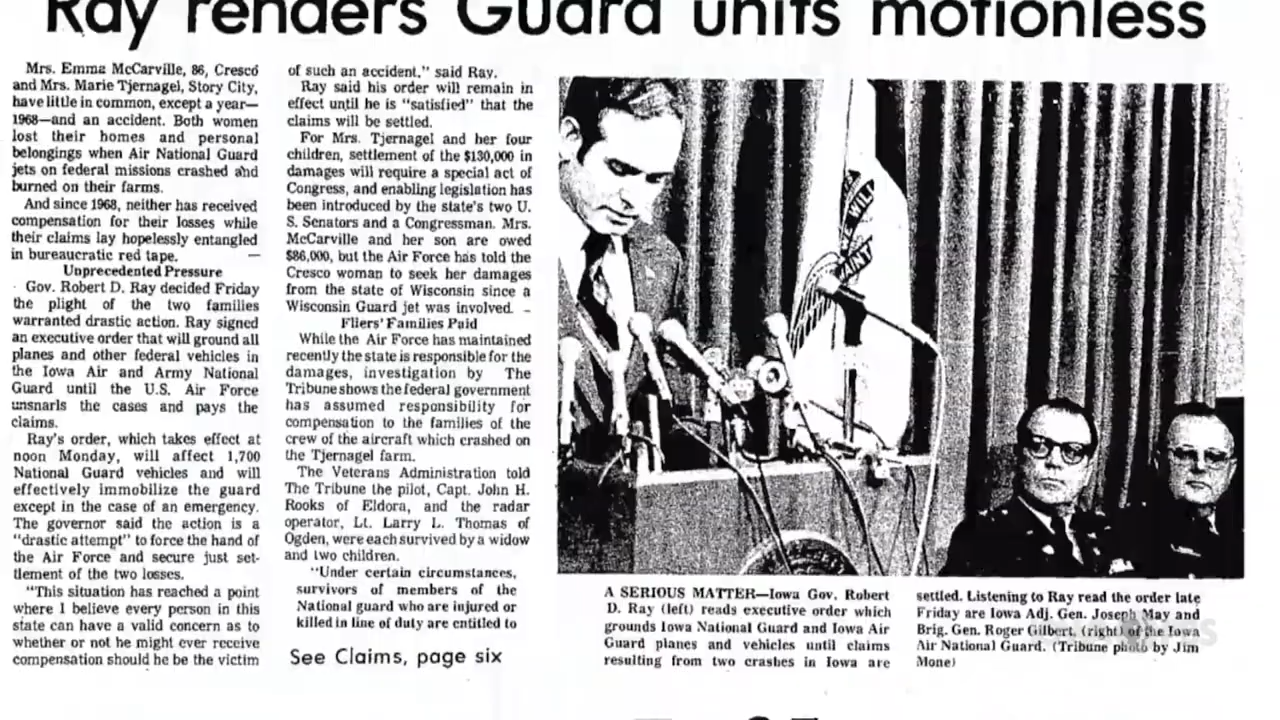 Ray renders Guard units motionless
Mrs. Emma McCarville, 86, Cresco
and Mrs. Marie Tjernagel, Story City,
have little in common, except a year—
1968—and an accident. Both women
lost their homes and personal
belongings when Air National Guard
jets on federal missions crashed and
burned on their farms.
And since 1968, neither has received
compensation for their losses while
their claims lay hopelessly entangled
in bureaucratic red tape.
Unprecedented Pressure
Gov. Robert D. Ray decided Friday
the plight of the two families
warranted drastic action. Ray signed
an executive order that will ground all
planes and other federal vehicles in
the Iowa Air and Army National
Guard until the U.S. Air Force
unsnarls the cases and pays the
claims.
Ray's order, which takes effect at
noon Monday, will affect 1,700
National Guard vehicles and will
effectively immobilize the guard
except in the case of an emergency.
The governor said the action is a
"drastic attempt" to force the hand of
the Air Force and secure just set-
tlement of the two losses.
"This situation has reached a point
where I believe every person in this
state can have a valid concern as to
whether or not he might ever receive
compensation should he be the victim
of such an accident," said Ray.
Ray said his order will remain in
effect until he is "satisfied" that the
claims will be settled.
For Mrs. Tjernagel and her four
children, settlement of the $130,000 in
damages will require a special act of
Congress, and enabling legislation has
been introduced by the state's two U.
S. Senators and a Congressman. Mrs.
McCarville and her son are owed
$86,000, but the Air Force has told the
Cresco woman to seek her damages
from the state of Wisconsin since a
Wisconsin Guard jet was involved.
Fliers' Families Paid
While the Air Force has maintained
recently the state is responsible for the
damages, investigation by The
Tribune shows the federal government
has assumed responsibility for
compensation to the families of the
crew of the aircraft which crashed on
the Tjernagel farm.
The Veterans Administration told
The Tribune the pilot, Capt. John H.
Rooks of Eldora, and the radar
operator, Lt. Larry L. Thomas of
Ogden, were each survived by a widow
and two children.
"Under certain circumstances,
survivors of members of the
National guard who are injured or
killed in line of duty are entitled to
See Claims, page six
WE WILL
MAINT
A SERIOUS MATTER—Iowa Gov. Robert
D. Ray (left) reads executive order which
grounds Iowa National Guard and Iowa Air
Guard planes and vehicles until claims
resulting from two crashes in Iowa are
settled. Listening to Ray read the order late
Friday are Iowa Adj. Gen. Joseph May and
Brig. Gen. Roger Gilbert, (right) of the Iowa
Air National Guard. (Tribune photo by Jim
Mone)